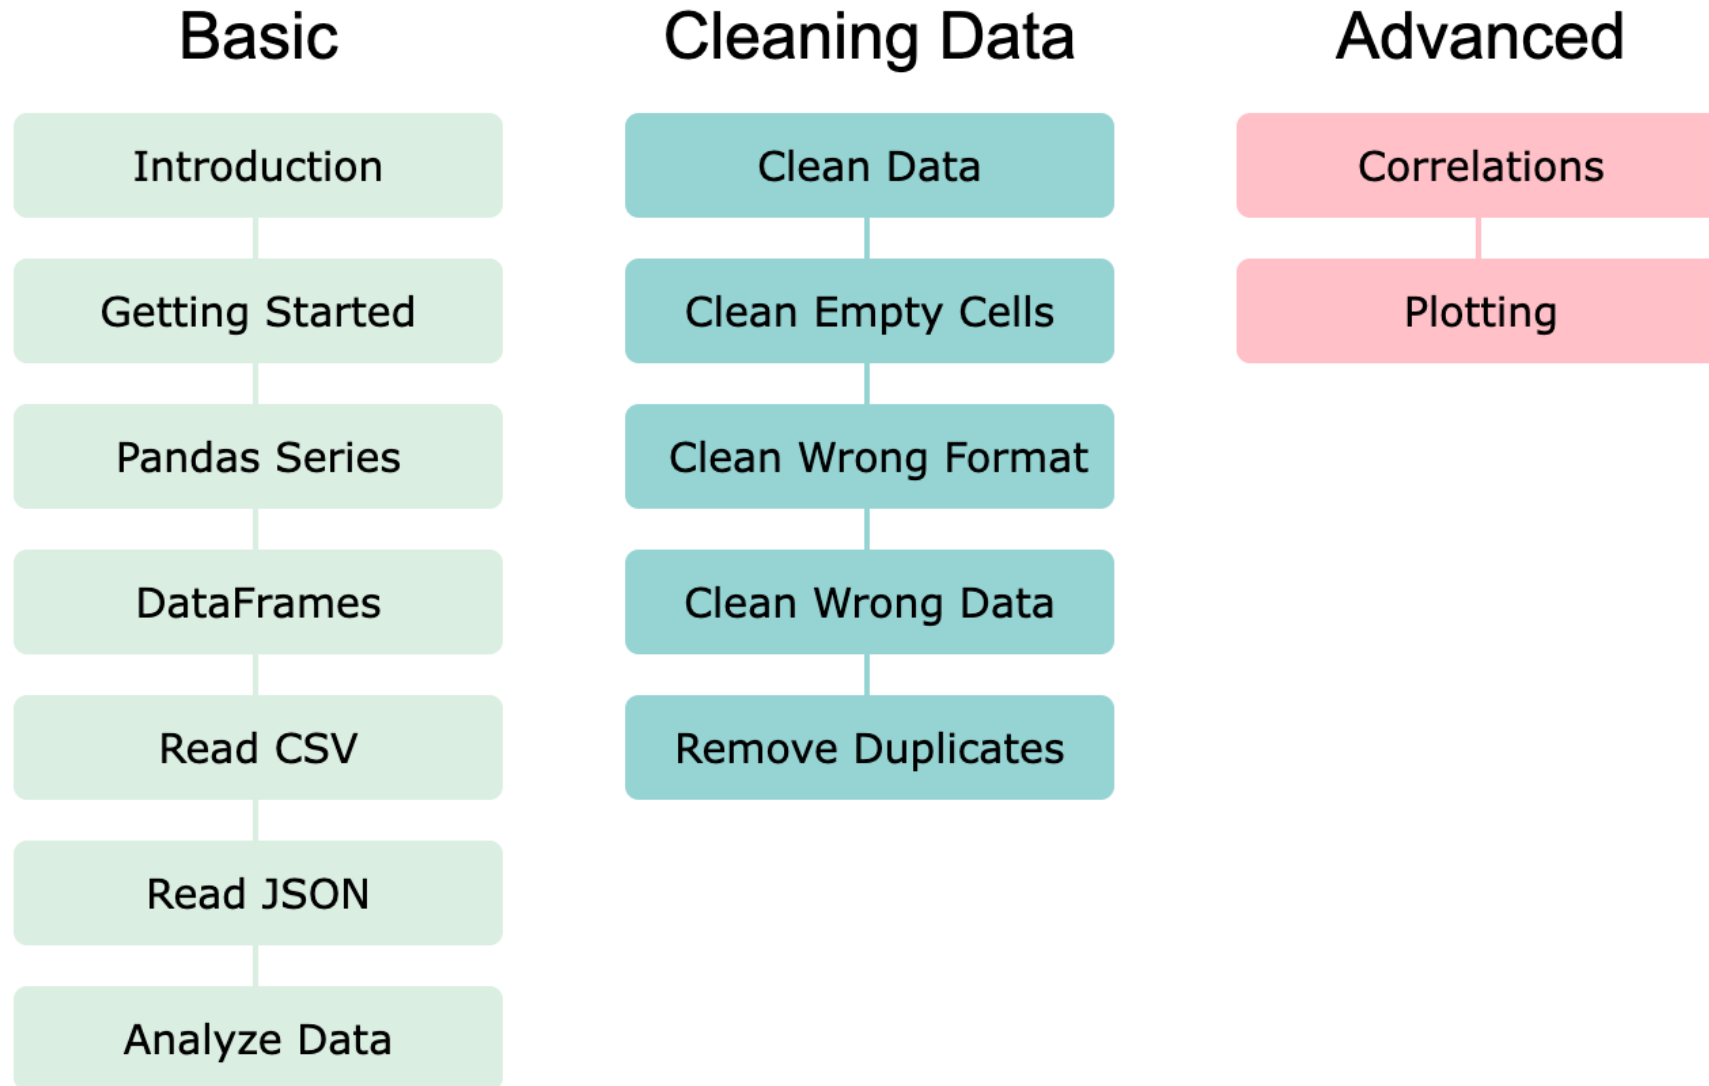 Basic
Introduction
Getting Started
Pandas Series
DataFrames
Read CSV
Read JSON
Analyze Data
Cleaning Data
Clean Data
Clean Empty Cells
Clean Wrong Format
Clean Wrong Data
Remove Duplicates
Advanced
Correlations
Plotting